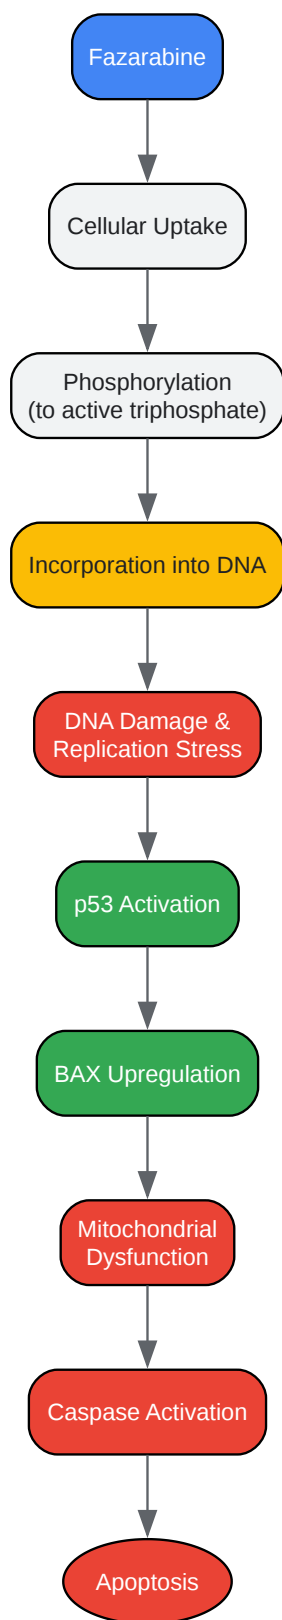 Fazarabine
Cellular Uptake
Phosphorylation
(to active triphosphate)
Incorporation into DNA
DNA Damage &
Replication Stress
p53 Activation
BAX Upregulation
Mitochondrial
Dysfunction
Caspase Activation
Apoptosis